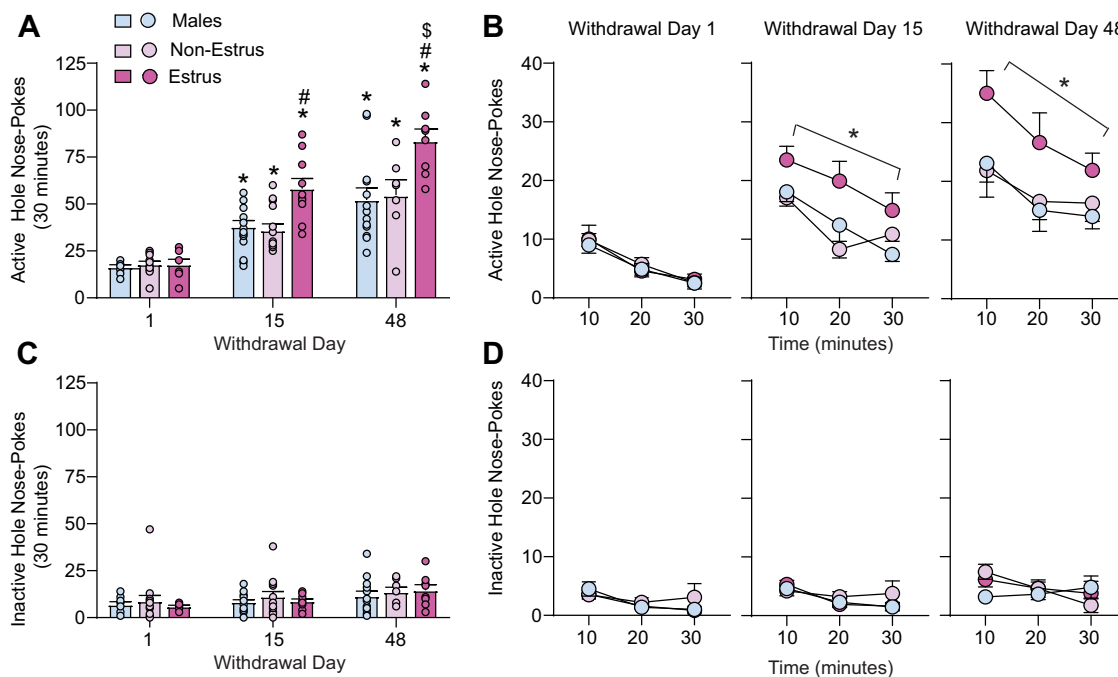 A
Males
Non-Estrus
Estrus
Active Hole Nose-Pokes
(30 minutes)
125
100
75
50
25
0
* * # *
* * $ # *
1 15 48
Withdrawal Day
B
Withdrawal Day 1 Withdrawal Day 15 Withdrawal Day 48
Active Hole Nose-Pokes
40
30
20
10
0
* *
10 20 30 10 20 30 10 20 30
Time (minutes)
C
Inactive Hole Nose-Pokes
(30 minutes)
125
100
75
50
25
0
1 15 48
Withdrawal Day
D
Inactive Hole Nose-Pokes
40
30
20
10
0
10 20 30 10 20 30 10 20 30
Time (minutes)